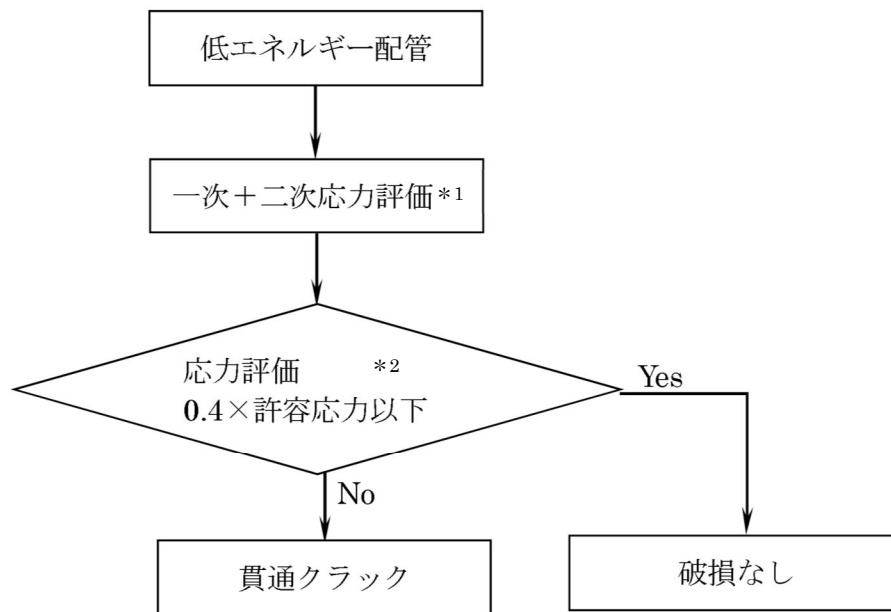 低エネルギー配管
一次＋二次応力評価*1
応力評価 *2
0.4×許容応力以下
Yes
No
貫通クラック
破損なし